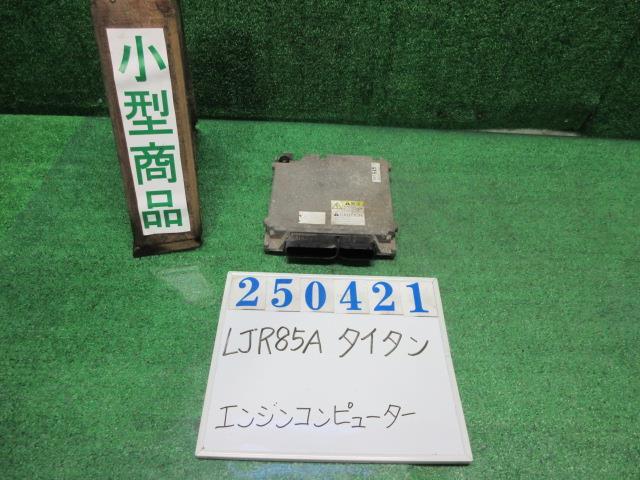 小型商品
250421
LJR85A タイタン
エンジンコンピューター
CAUTION